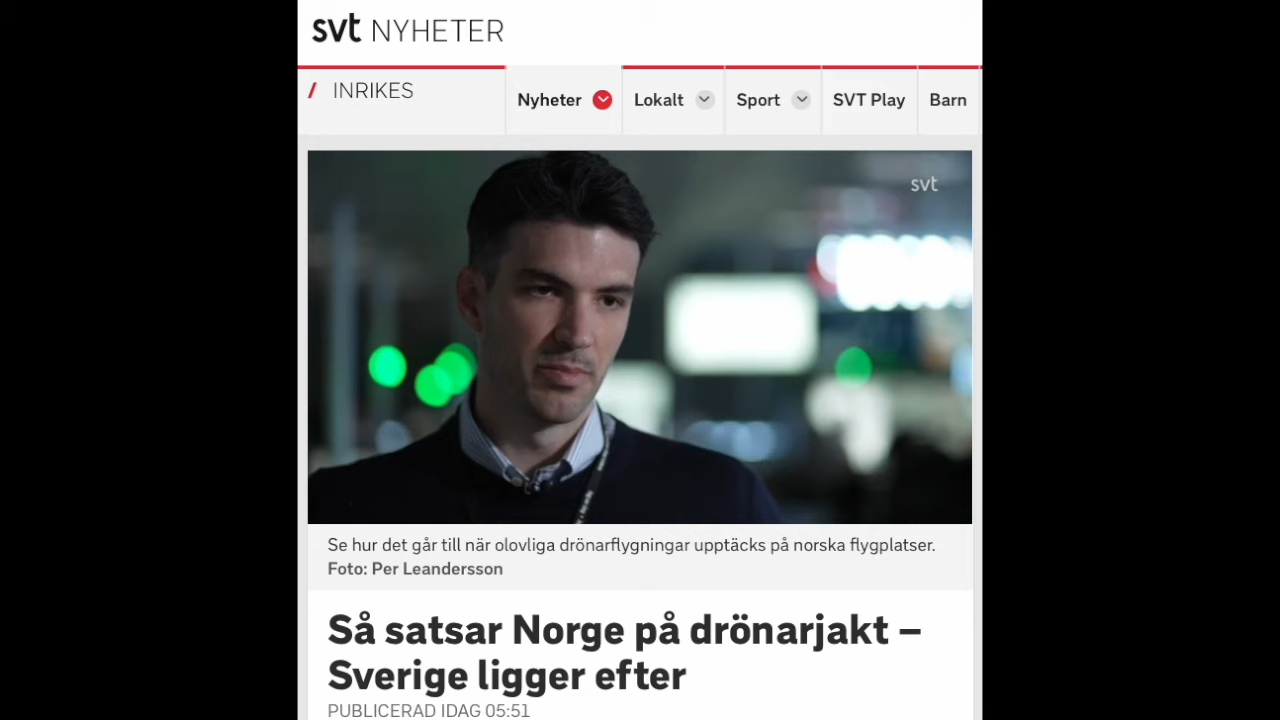 svt NYHETER
/ INRIKES
Nyheter
Lokalt
Sport
SVT Play
Barn
svt
Se hur det går till när olovliga drönarflygningar upptäcks på norska flygplatser.
Foto: Per Leandersson
Så satsar Norge på drönarjakt –
Sverige ligger efter
PUBLICERAD IDAG 05:51